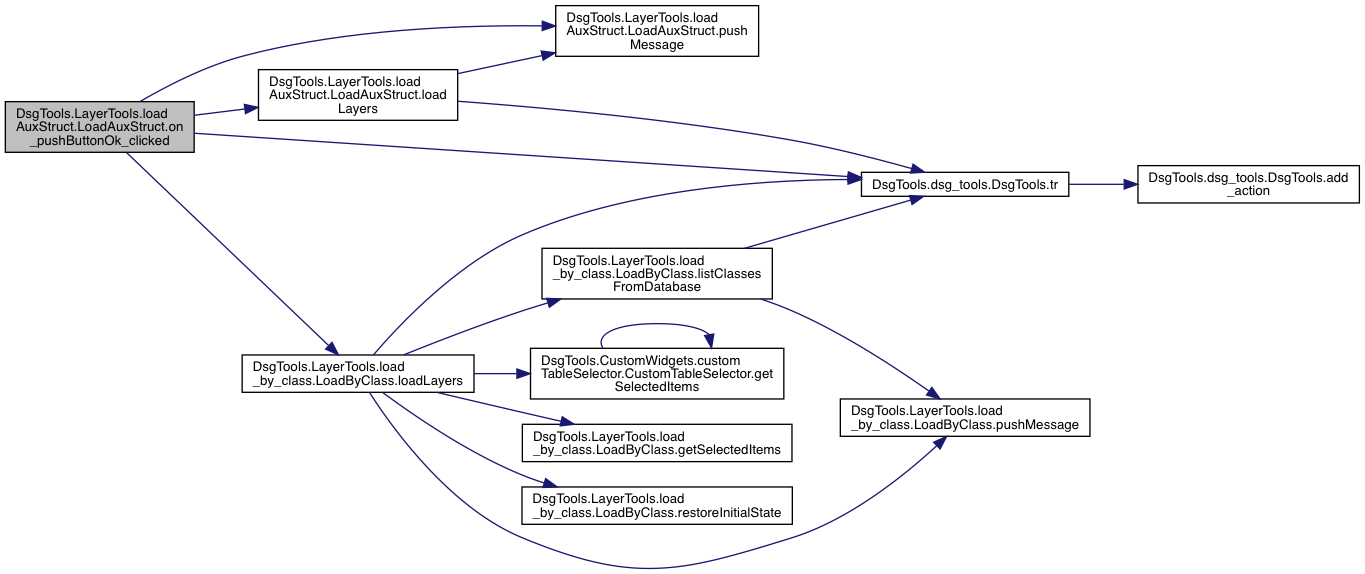 DsgTools.LayerTools.load
AuxStruct.LoadAuxStruct.on
_pushButtonOk_clicked
DsgTools.LayerTools.load
AuxStruct.LoadAuxStruct.push
Message
DsgTools.LayerTools.load
AuxStruct.LoadAuxStruct.load
Layers
DsgTools.dsg_tools.DsgTools.tr
DsgTools.dsg_tools.DsgTools.add
_action
DsgTools.LayerTools.load
_by_class.LoadByClass.loadLayers
DsgTools.LayerTools.load
_by_class.LoadByClass.listClasses
FromDatabase
DsgTools.CustomWidgets.custom
TableSelector.CustomTableSelector.get
SelectedItems
DsgTools.LayerTools.load
_by_class.LoadByClass.getSelectedItems
DsgTools.LayerTools.load
_by_class.LoadByClass.restoreInitialState
DsgTools.LayerTools.load
_by_class.LoadByClass.pushMessage